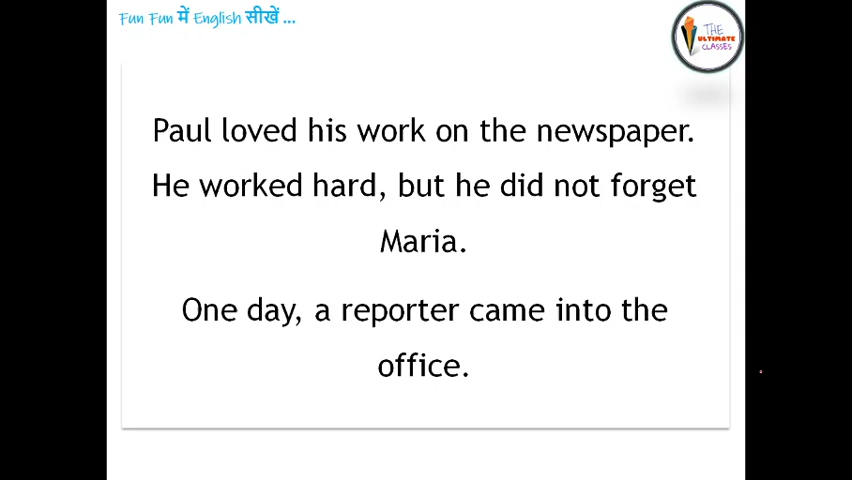 Fun Fun में English सीखें ...
THE
ULTIMATE
CLASSES
Paul loved his work on the newspaper.
He worked hard, but he did not forget
Maria.
One day, a reporter came into the
office.